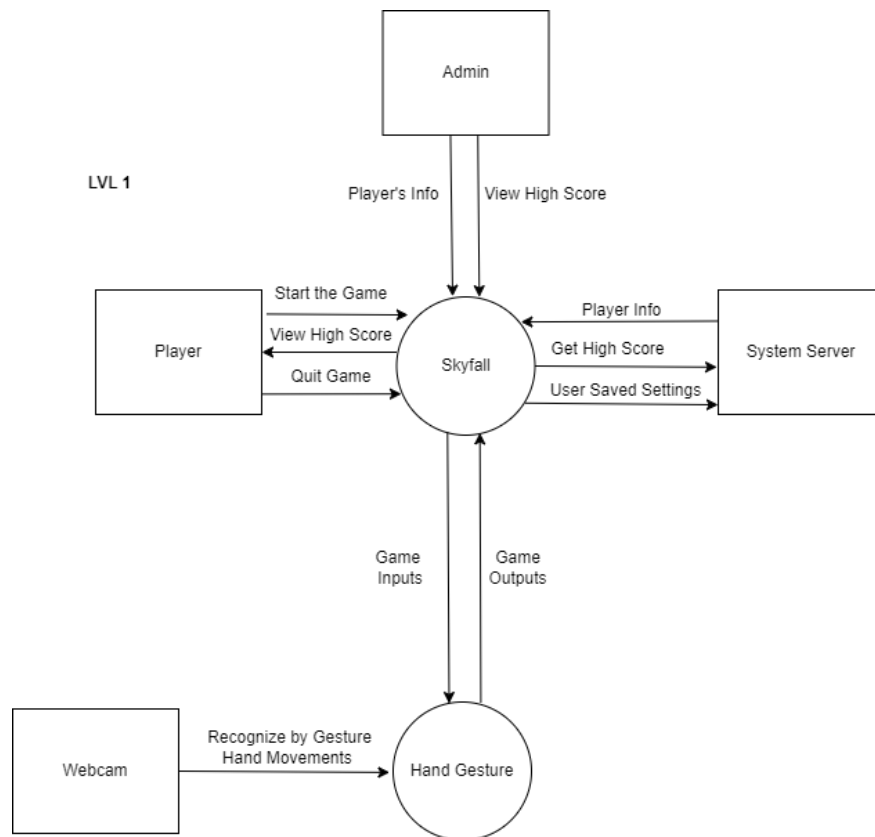 Admin
LVL 1
Player's Info
View High Score
Start the Game
Player Info
View High Score
Get High Score
Player
Skyfall
System Server
Quit Game
User Saved Settings
Game
Inputs
Game
Outputs
Recognize by Gesture
Hand Movements
Webcam
Hand Gesture